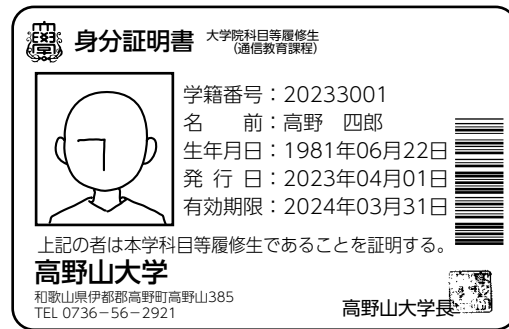 身分証明書 大学院科目等履修生
(通信教育課程)
学籍番号：20233001
名　前：高野　四郎
生年月日：1981年06月22日
発 行 日：2023年04月01日
有効期限：2024年03月31日
上記の者は本学科目等履修生であることを証明する。
高野山大学
和歌山県伊都郡高野町高野山385
TEL 0736−56−2921
高野山大学長